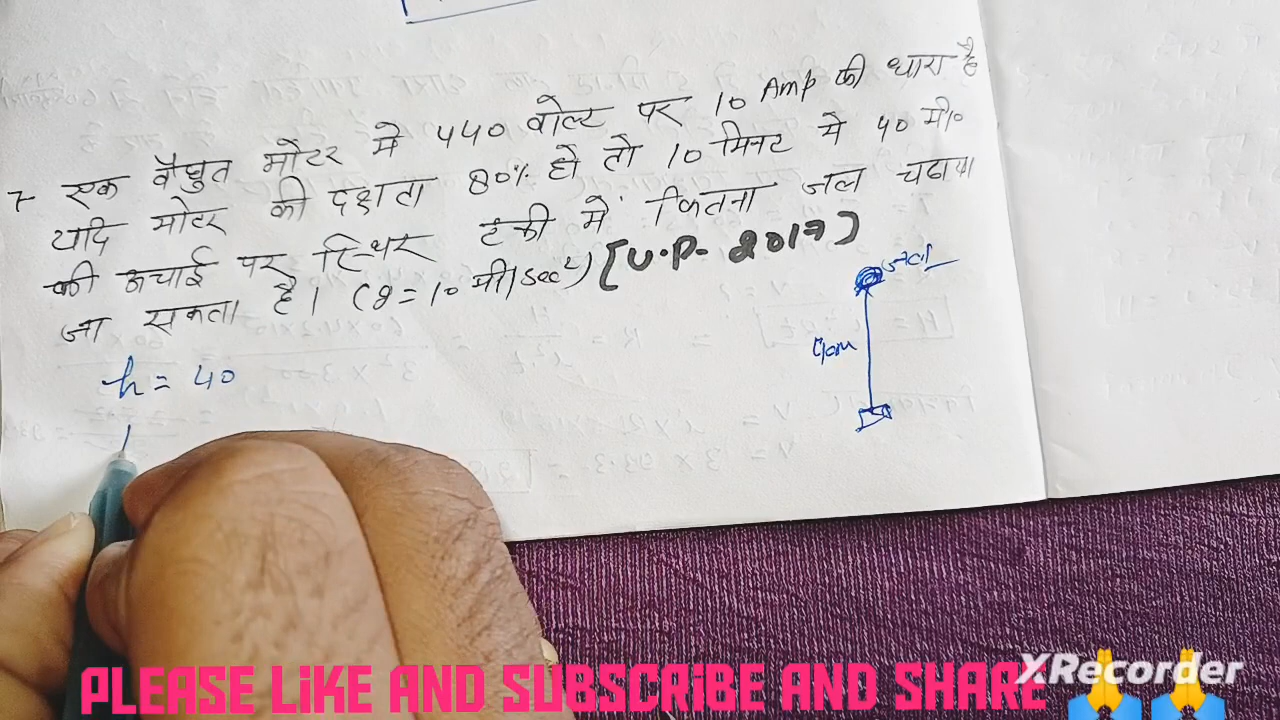 7 एक वैधुत मोटर मे 440 वोल्ट पर 10 Amp की धारा है
यदि मोटर की दक्षता 80% हो तो 10 मिनट मे 40 मी०
की ऊचाई पर स्थिर टंकी में कितना जल चढाया
जा सकता है। (g = 10 मी/sec²) [U.P. 2017]
जल
40m
h = 40
PLEASE LIKE AND SUBSCRIBE AND SHARE
XRecorder